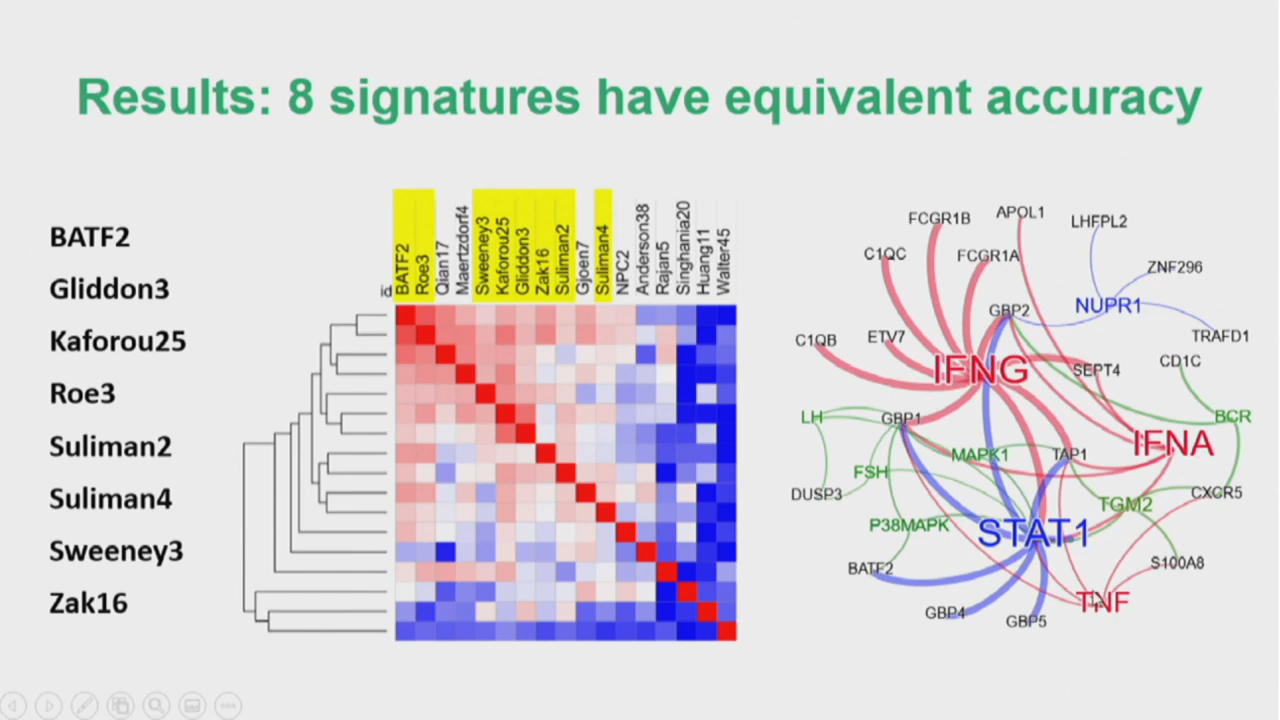 Results: 8 signatures have equivalent accuracy
BATF2
Gliddon3
Kaforou25
Roe3
Suliman2
Suliman4
Sweeney3
Zak16
id
BATF2
Roe3
Qian17
Maertzdorf4
Sweeney3
Kaforou25
Gliddon3
Zak16
Suliman2
Gjoen7
Suliman4
NPC2
Anderson38
Rajan5
Singhania20
Huang11
Walter45
FCGR1B
APOL1
LHFPL2
C1QC
FCGR1A
ZNF296
GBP2
NUPR1
C1QB
ETV7
TRAFD1
IFNG
SEPT4
CD1C
LH
GBP1
BCR
MAPK1
TAP1
IFNA
FSH
DUSP3
TGM2
CXCR5
P38MAPK
STAT1
BATF2
S100A8
TNF
GBP4
GBP5